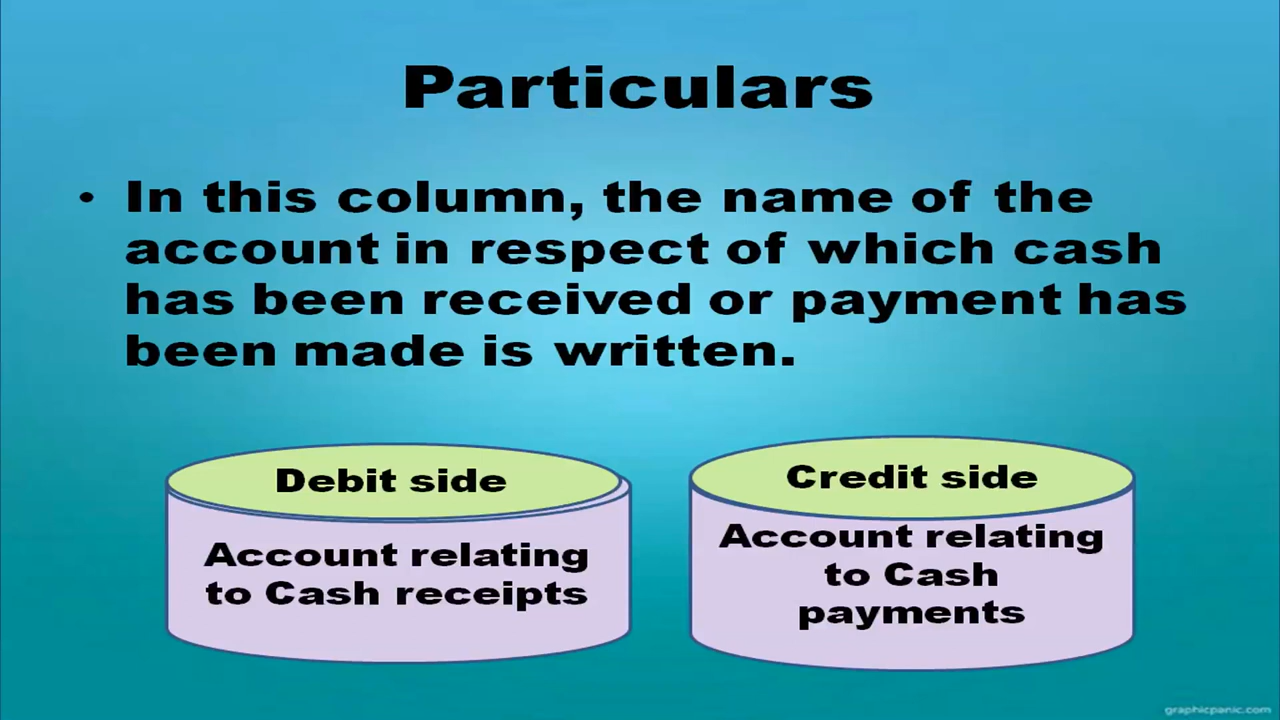 Particulars
• In this column, the name of the
account in respect of which cash
has been received or payment has
been made is written.
Debit side
Account relating
to Cash receipts
Credit side
Account relating
to Cash
payments
graphicpanic.com